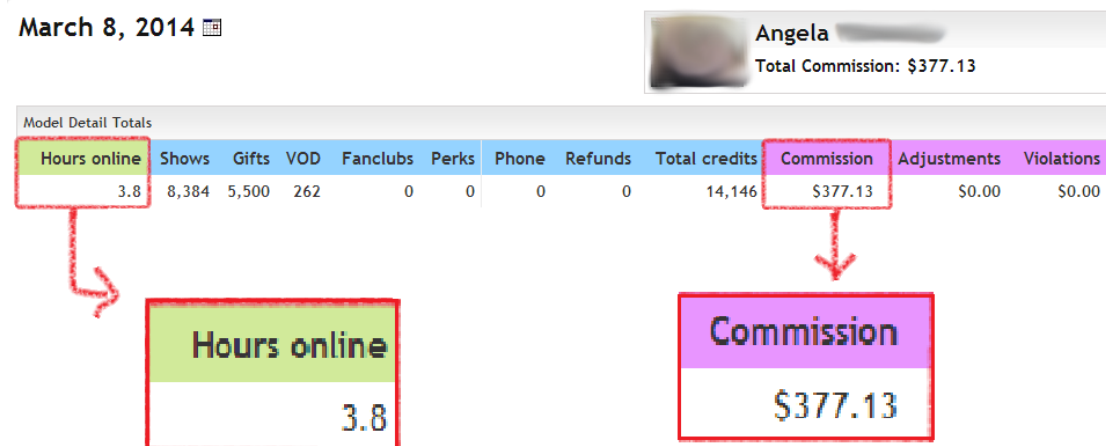 March 8, 2014
Angela
Total Commission: $377.13
Model Detail Totals
Hours online Shows Gifts VOD Fanclubs Perks Phone Refunds Total credits Commission Adjustments Violations
3.8 8,384 5,500 262 0 0 0 0 14,146 $377.13 $0.00 $0.00
Hours online
3.8
Commission
$377.13